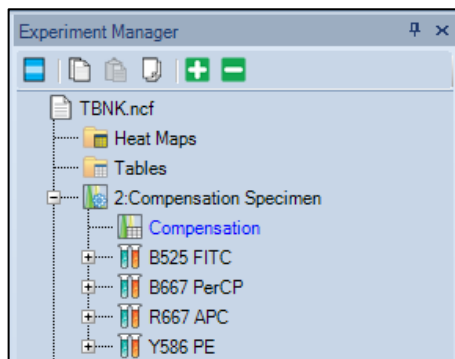 Experiment Manager
TBNK.ncf
Heat Maps
Tables
2:Compensation Specimen
Compensation
B525 FITC
B667 PerCP
R667 APC
Y586 PE